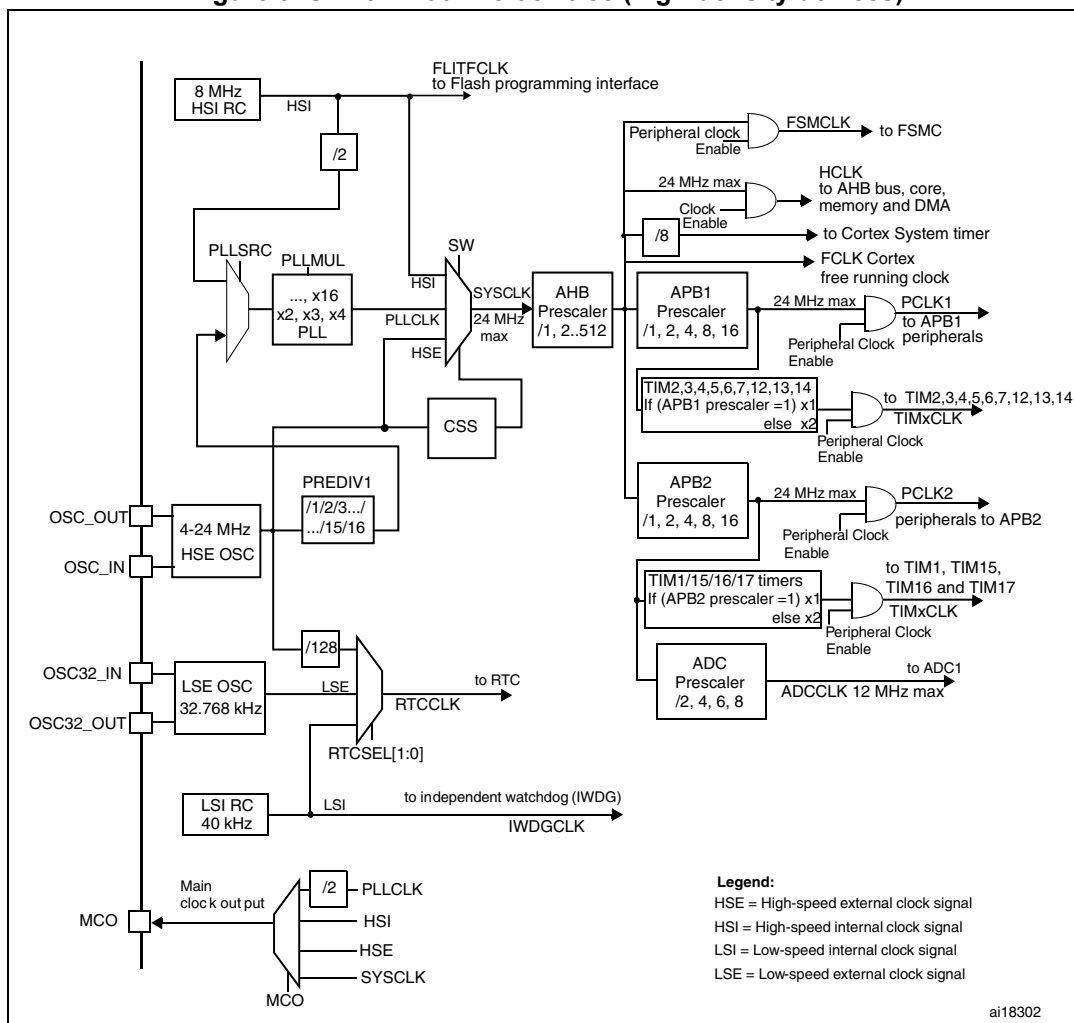 8 MHz
HSI RC
HSI
FLITFCLK
to Flash programming interface
/2
Peripheral clock
Enable
FSMCLK
to FSMC
24 MHz max
Clock
Enable
HCLK
to AHB bus, core,
memory and DMA
/8
to Cortex System timer
FCLK Cortex
free running clock
PLLSRC
PLLMUL
..., x16
x2, x3, x4
PLL
SW
HSI
PLLCLK
HSE
SYSCLK
24 MHz
max
AHB
Prescaler
/1, 2..512
APB1
Prescaler
/1, 2, 4, 8, 16
24 MHz max
Peripheral Clock
Enable
PCLK1
to APB1
peripherals
TIM2,3,4,5,6,7,12,13,14
If (APB1 prescaler =1) x1
else x2
Peripheral Clock
Enable
to TIM2,3,4,5,6,7,12,13,14
TIMxCLK
CSS
APB2
Prescaler
/1, 2, 4, 8, 16
24 MHz max
Peripheral Clock
Enable
PCLK2
peripherals to APB2
PREDIV1
/1/2/3.../
.../15/16
OSC_OUT
OSC_IN
4-24 MHz
HSE OSC
TIM1/15/16/17 timers
If (APB2 prescaler =1) x1
else x2
Peripheral Clock
Enable
to TIM1, TIM15,
TIM16 and TIM17
TIMxCLK
ADC
Prescaler
/2, 4, 6, 8
to ADC1
ADCCLK 12 MHz max
/128
OSC32_IN
OSC32_OUT
LSE OSC
32.768 kHz
LSE
to RTC
RTCCLK
RTCSEL[1:0]
LSI RC
40 kHz
LSI
to independent watchdog (IWDG)
IWDGCLK
MCO
Main
clock output
/2
PLLCLK
HSI
HSE
SYSCLK
MCO
Legend:
HSE = High-speed external clock signal
HSI = High-speed internal clock signal
LSI = Low-speed internal clock signal
LSE = Low-speed external clock signal
ai18302